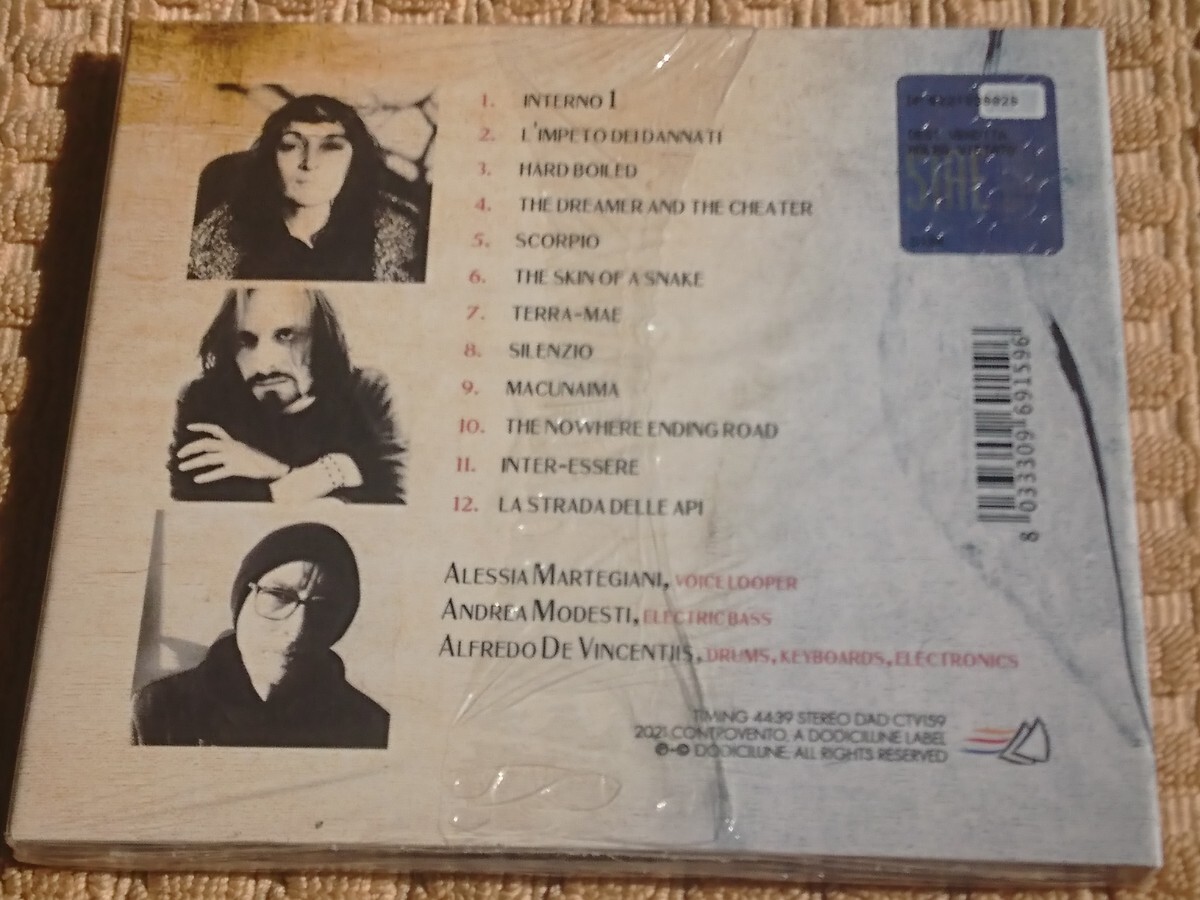 1. INTERNO 1
2. L'IMPETO DEI DANNATI
3. HARD BOILED
4. THE DREAMER AND THE CHEATER
5. SCORPIO
6. THE SKIN OF A SNAKE
7. TERRA-MAE
8. SILENZIO
9. MACUNAIMA
10. THE NOWHERE ENDING ROAD
11. INTER-ESSERE
12. LA STRADA DELLE API
ALESSIA MARTEGIANI, VOICE LOOPER
ANDREA MODESTI, ELECTRIC BASS
ALFREDO DE VINCENTIIS, DRUMS, KEYBOARDS, ELECTRONICS
TIMING 44:39 STEREO DAD CTV159
2021 CONTROVENTO, A DODICILUNE LABEL
℗-© DODICILUNE, ALL RIGHTS RESERVED
SIAE
8 033309 691596